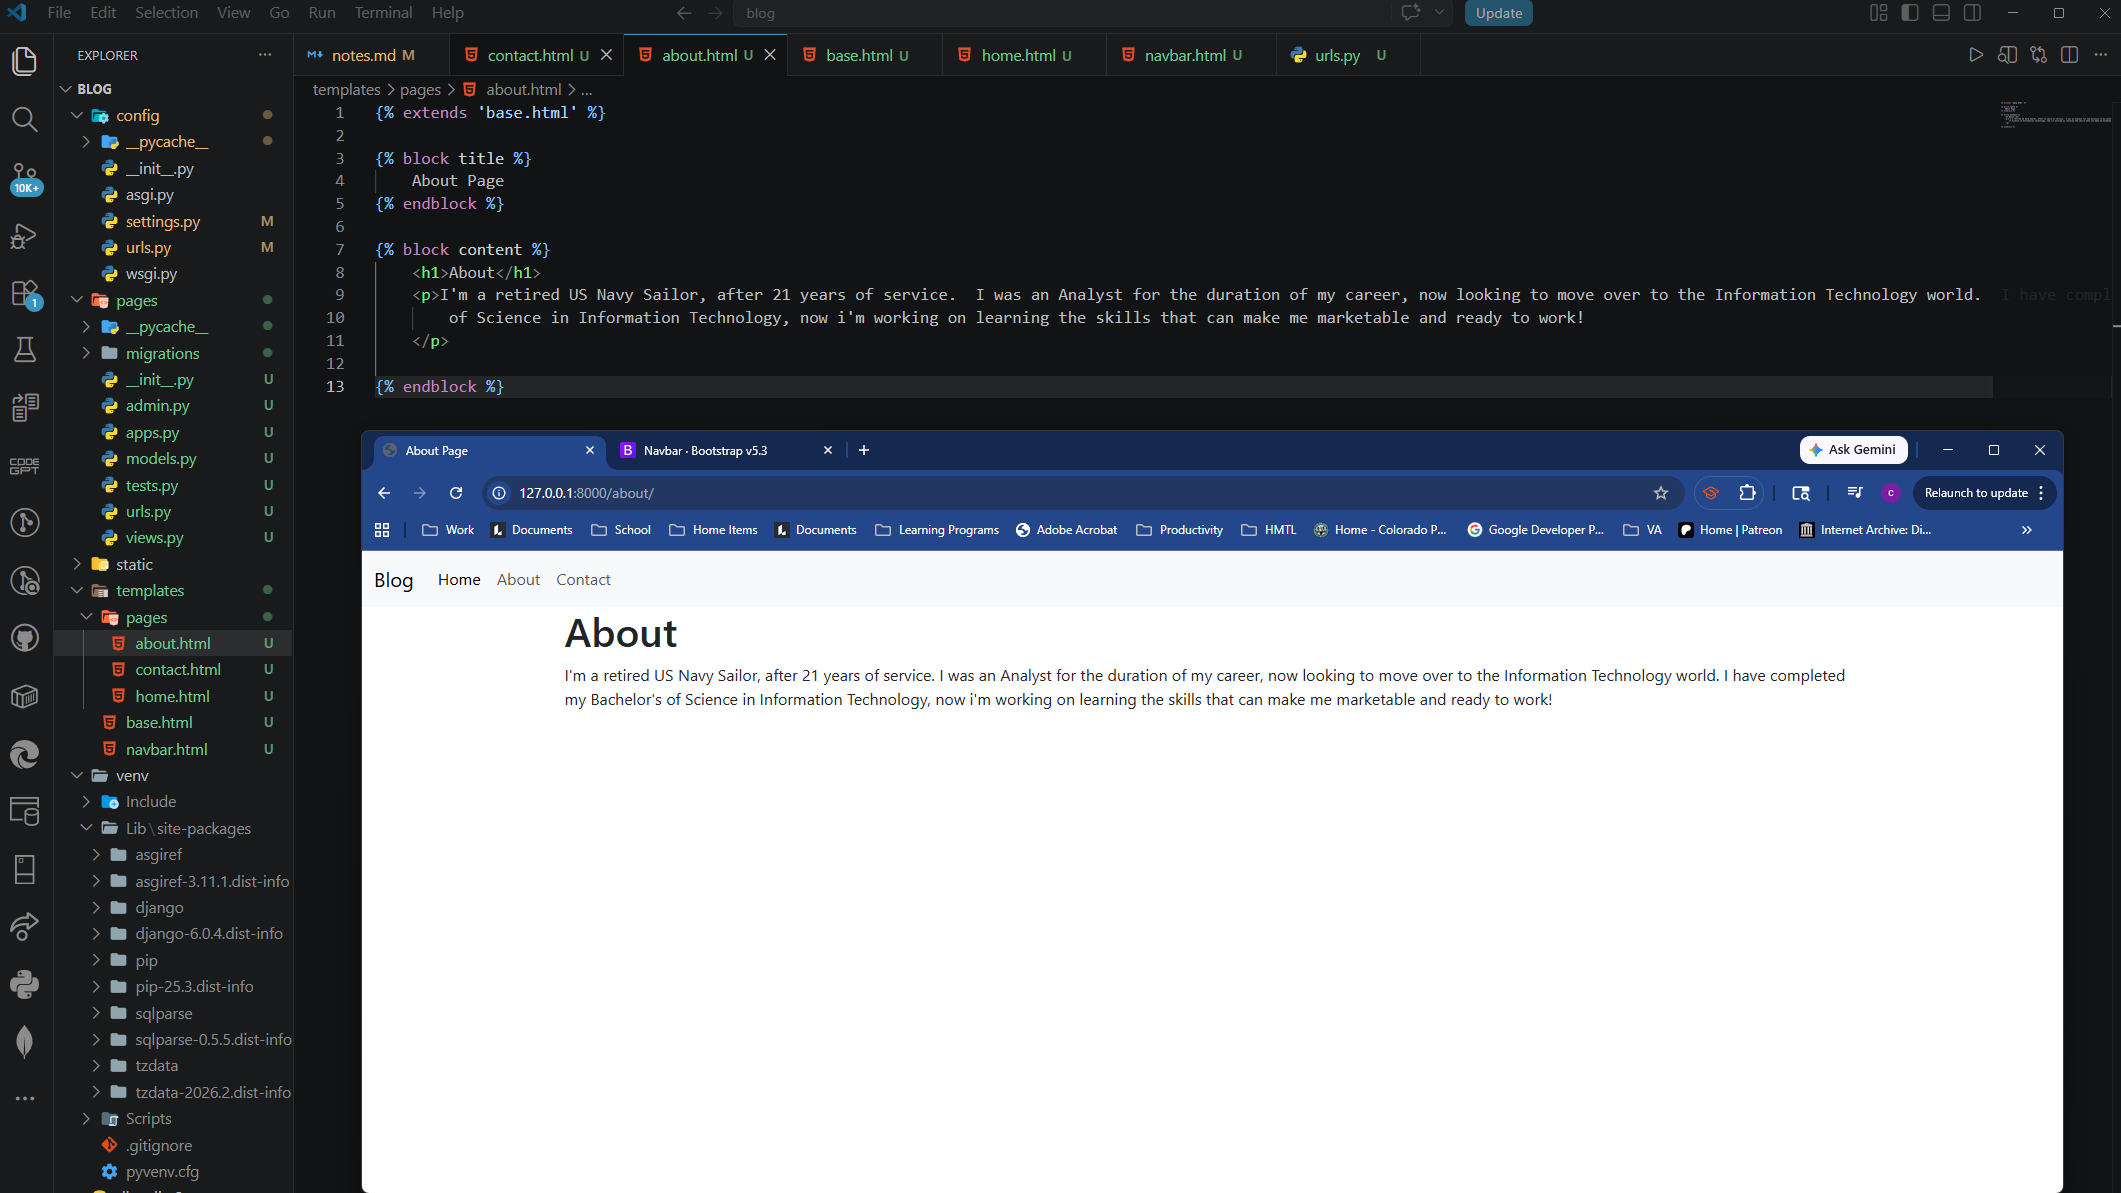 File Edit Selection View Go Run Terminal Help
blog
Update
EXPLORER
notes.md M
contact.html U
about.html U
base.html U
home.html U
navbar.html U
urls.py U
templates > pages > about.html > ...
BLOG
config
__pycache__
__init__.py
asgi.py
settings.py M
urls.py M
wsgi.py
pages
__pycache__
migrations
__init__.py U
admin.py U
apps.py U
models.py U
tests.py U
urls.py U
views.py U
static
templates
pages
about.html U
contact.html U
home.html U
base.html U
navbar.html U
venv
Include
Lib\site-packages
asgiref
asgiref-3.11.1.dist-info
django
django-6.0.4.dist-info
pip
pip-25.3.dist-info
sqlparse
sqlparse-0.5.5.dist-info
tzdata
tzdata-2026.2.dist-info
Scripts
.gitignore
pyvenv.cfg
10K+
1
CODE
GPT
1 {% extends 'base.html' %}
2
3 {% block title %}
4 About Page
5 {% endblock %}
6
7 {% block content %}
8 <h1>About</h1>
9 <p>I'm a retired US Navy Sailor, after 21 years of service.  I was an Analyst for the duration of my career, now looking to move over to the Information Technology world.  I have compl
10 of Science in Information Technology, now i'm working on learning the skills that can make me marketable and ready to work!
11 </p>
12
13 {% endblock %}
About Page
B Navbar · Bootstrap v5.3
Ask Gemini
127.0.0.1:8000/about/
c
Relaunch to update
Work
Documents
School
Home Items
Documents
Learning Programs
Adobe Acrobat
Productivity
HMTL
Home - Colorado P...
Google Developer P...
VA
Home | Patreon
Internet Archive: Di...
Blog Home About Contact
About
I'm a retired US Navy Sailor, after 21 years of service. I was an Analyst for the duration of my career, now looking to move over to the Information Technology world. I have completed
my Bachelor's of Science in Information Technology, now i'm working on learning the skills that can make me marketable and ready to work!